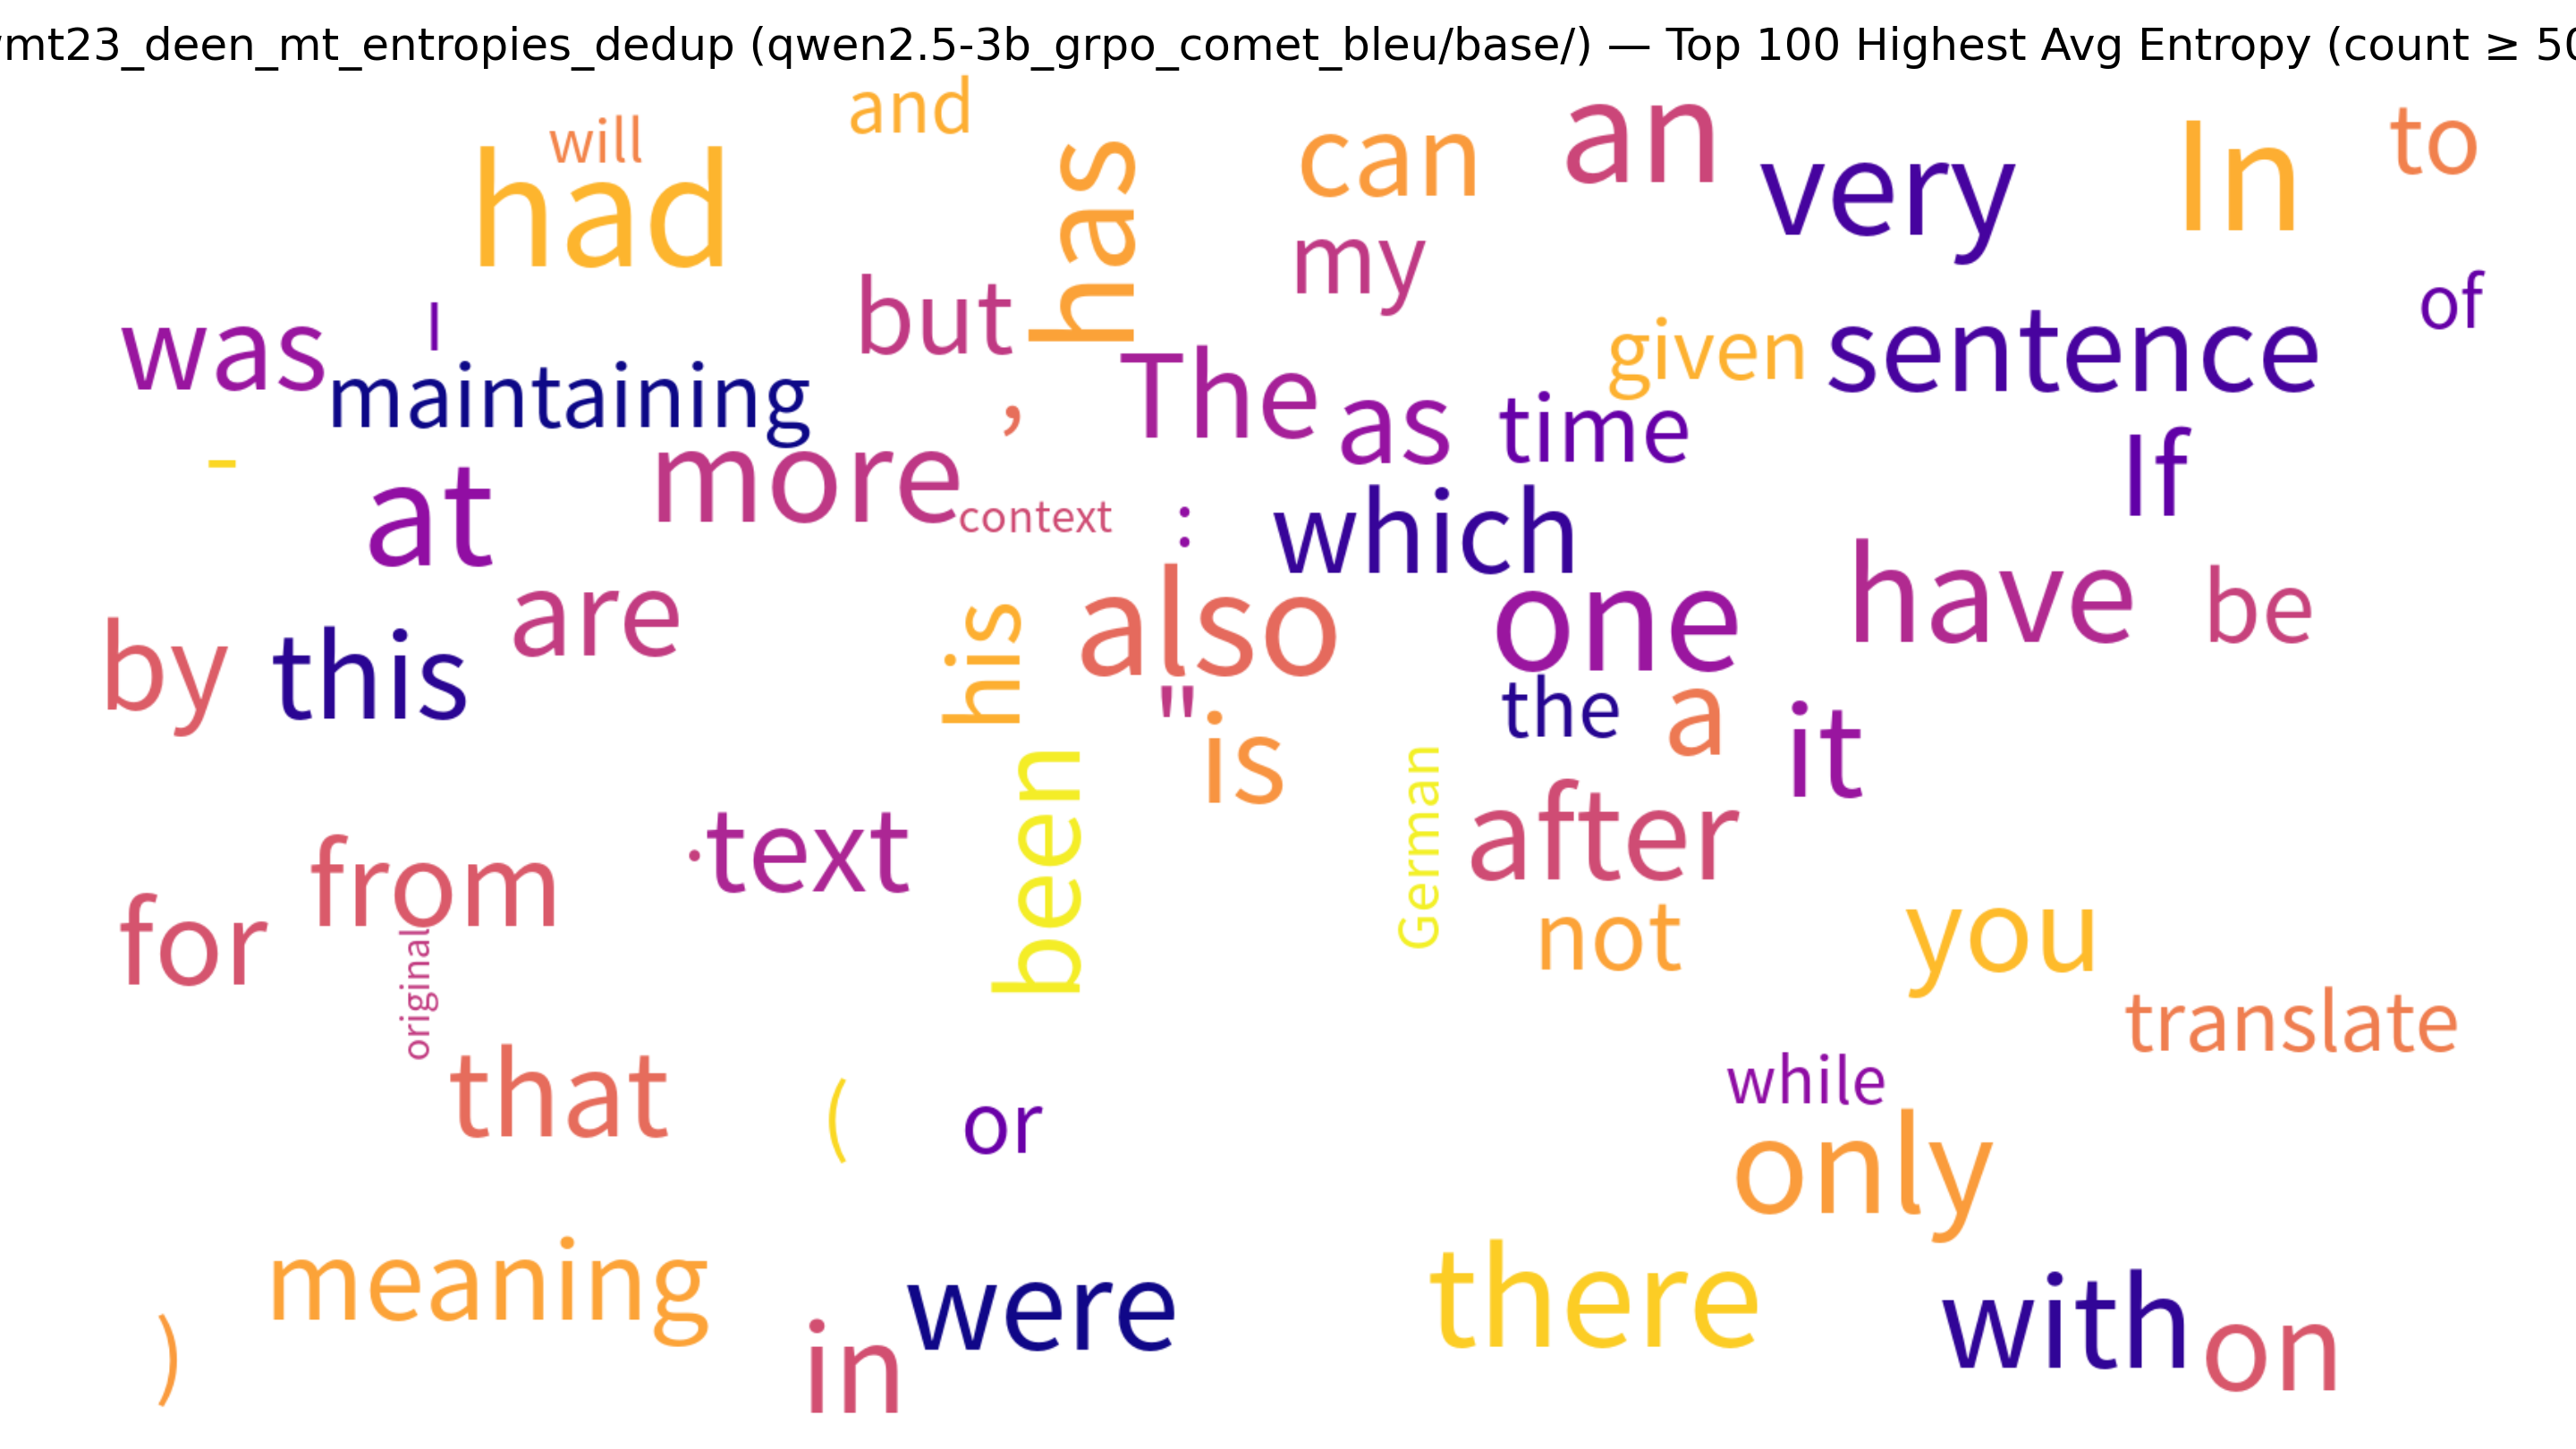 mt23_deen_mt_entropies_dedup (qwen2.5-3b_grpo_comet_bleu/base/) — Top 100 Highest Avg Entropy (count ≥ 50
and
will
had
has
can
an
very
In
to
my
but
of
was
I
maintaining
,
The
as
given
sentence
time
-
at
more
context
:
which
If
are
also
one
have
be
by
this
his
"
is
the
a
it
been
German
after
. text
from
for
original
not
you
translate
that
(
or
while
only
meaning
)
in
were
there
with
on